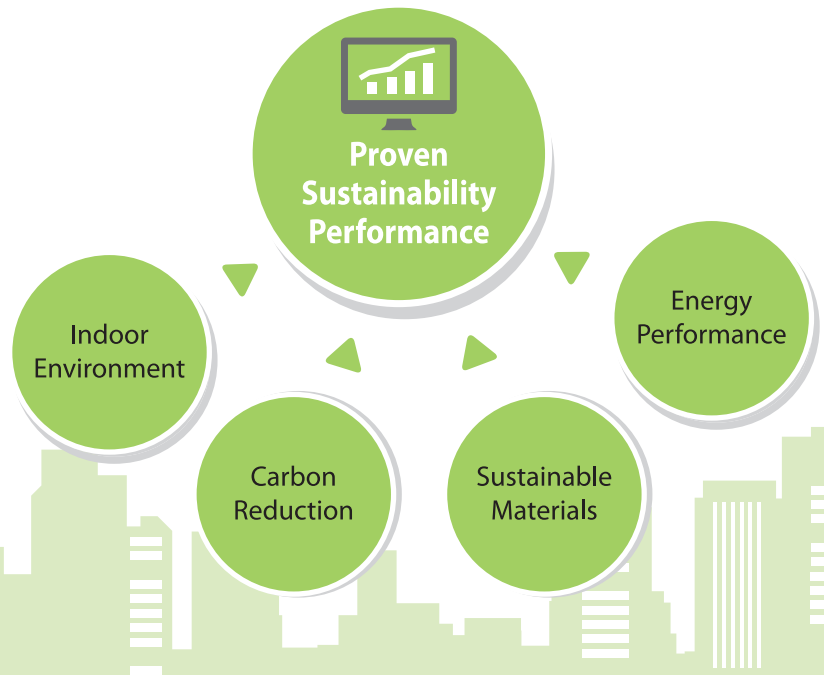 Proven
Sustainability
Performance
Indoor
Environment
Carbon
Reduction
Sustainable
Materials
Energy
Performance